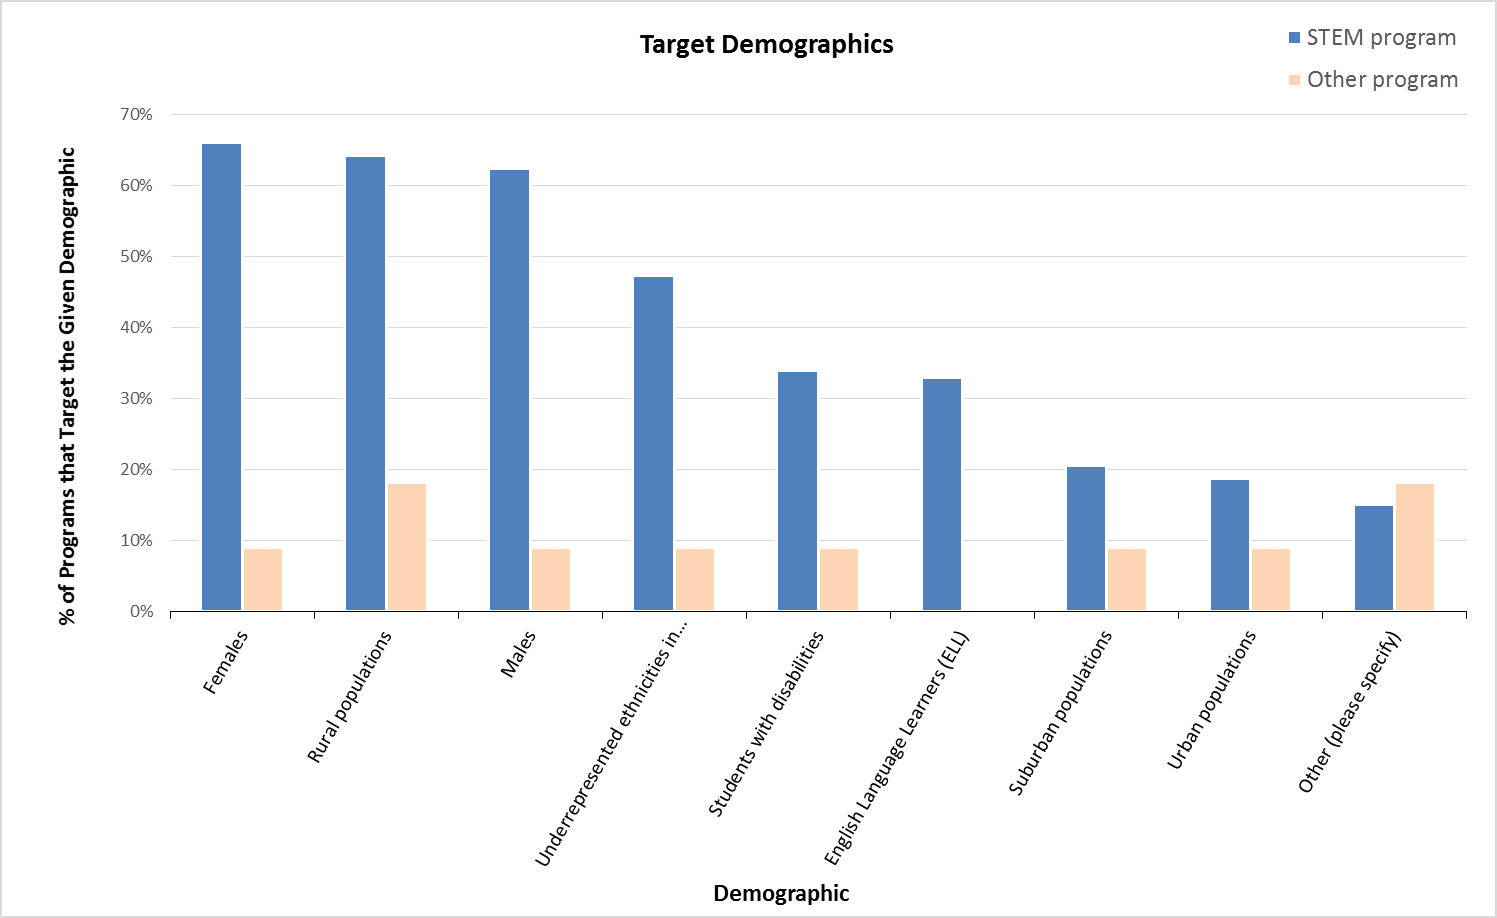 Target Demographics
STEM program
Other program
% of Programs that Target the Given Demographic
70%
60%
50%
40%
30%
20%
10%
0%
Females
Rural populations
Males
Underrepresented ethnicities in...
Students with disabilities
English Language Learners (ELL)
Suburban populations
Urban populations
Other (please specify)
Demographic